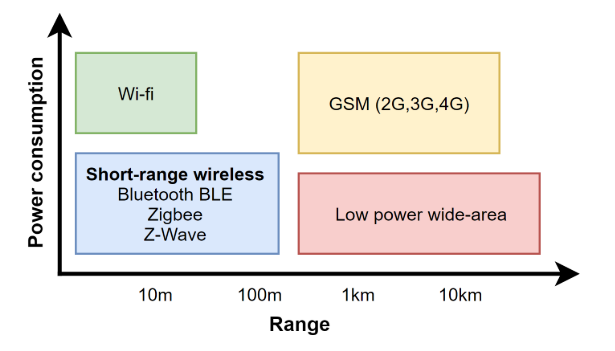 Power consumption
Wi-fi
GSM (2G,3G,4G)
Short-range wireless
Bluetooth BLE
Zigbee
Z-Wave
Low power wide-area
10m
100m
1km
10km
Range